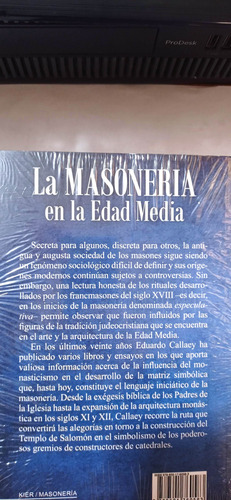 ProDesk
La MASONERIA
en la Edad Media
Secreta para algunos, discreta para otros, la anti-
gua y augusta sociedad de los masones sigue siendo
un fenómeno sociológico difícil de definir y sus orí-
genes modernos continúan sujetos a controversias. Sin
embargo, una lectura honesta de los rituales desarro-
llados por los francmasones del siglo XVIII –es decir,
en los inicios de la masonería denominada especula-
tiva– permite observar que fueron influidos por las
figuras de la tradición judeocristiana que se encuentra
en el arte y la arquitectura de la Edad Media.
En los últimos veinte años Eduardo Callaey ha
publicado varios libros y ensayos en los que aporta
valiosa información acerca de la influencia del mo-
nasticismo en el desarrollo de la matriz simbólica
que, hasta hoy, constituye el lenguaje iniciático de la
masonería. Desde la exégesis bíblica de los Padres de
la Iglesia hasta la expansión de la arquitectura monás-
tica en los siglos XI y XII, Callaey recorre la ruta que
convertirá las alegorías en torno a la construcción del
Templo de Salomón en el simbolismo de los podero-
sos gremios de constructores de catedrales.
KIER / MASONERÍA